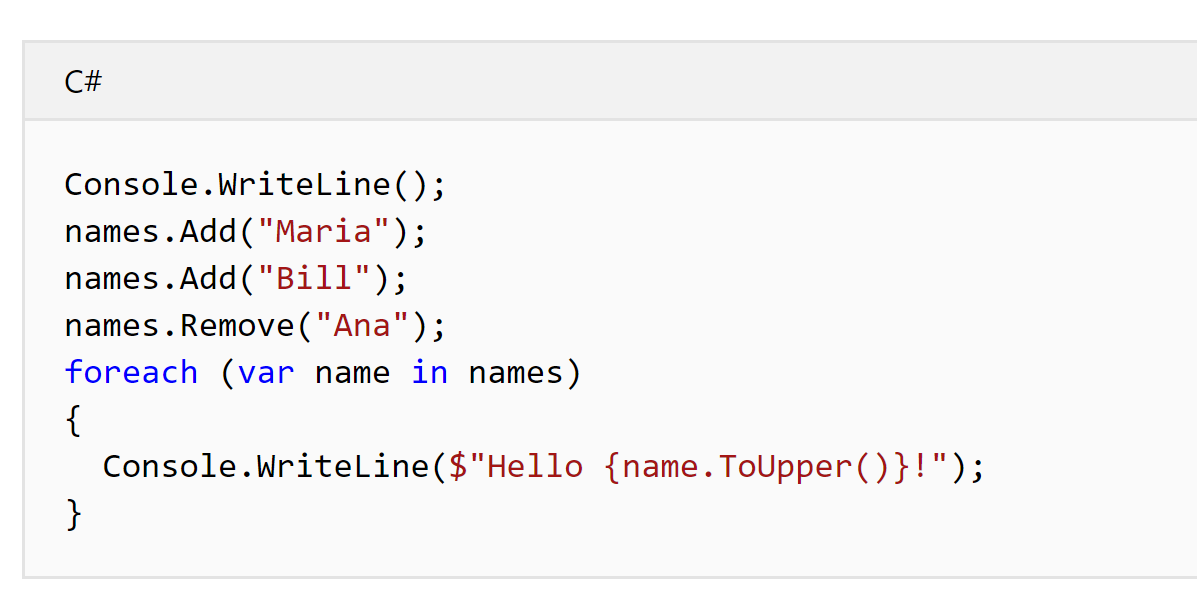 C#
Console.WriteLine();
names.Add("Maria");
names.Add("Bill");
names.Remove("Ana");
foreach (var name in names)
{
  Console.WriteLine($"Hello {name.ToUpper()}!");
}